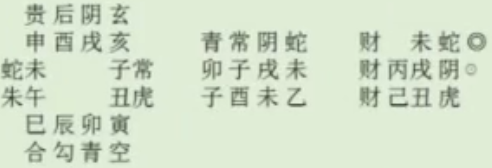 贵后阴玄
申酉戌亥 青常阴蛇 财 未蛇◎
蛇未 子常 卯子戌未 财丙戌阴⊙
朱午 丑虎 子酉未乙 财己丑虎
巳辰卯寅
合勾青空